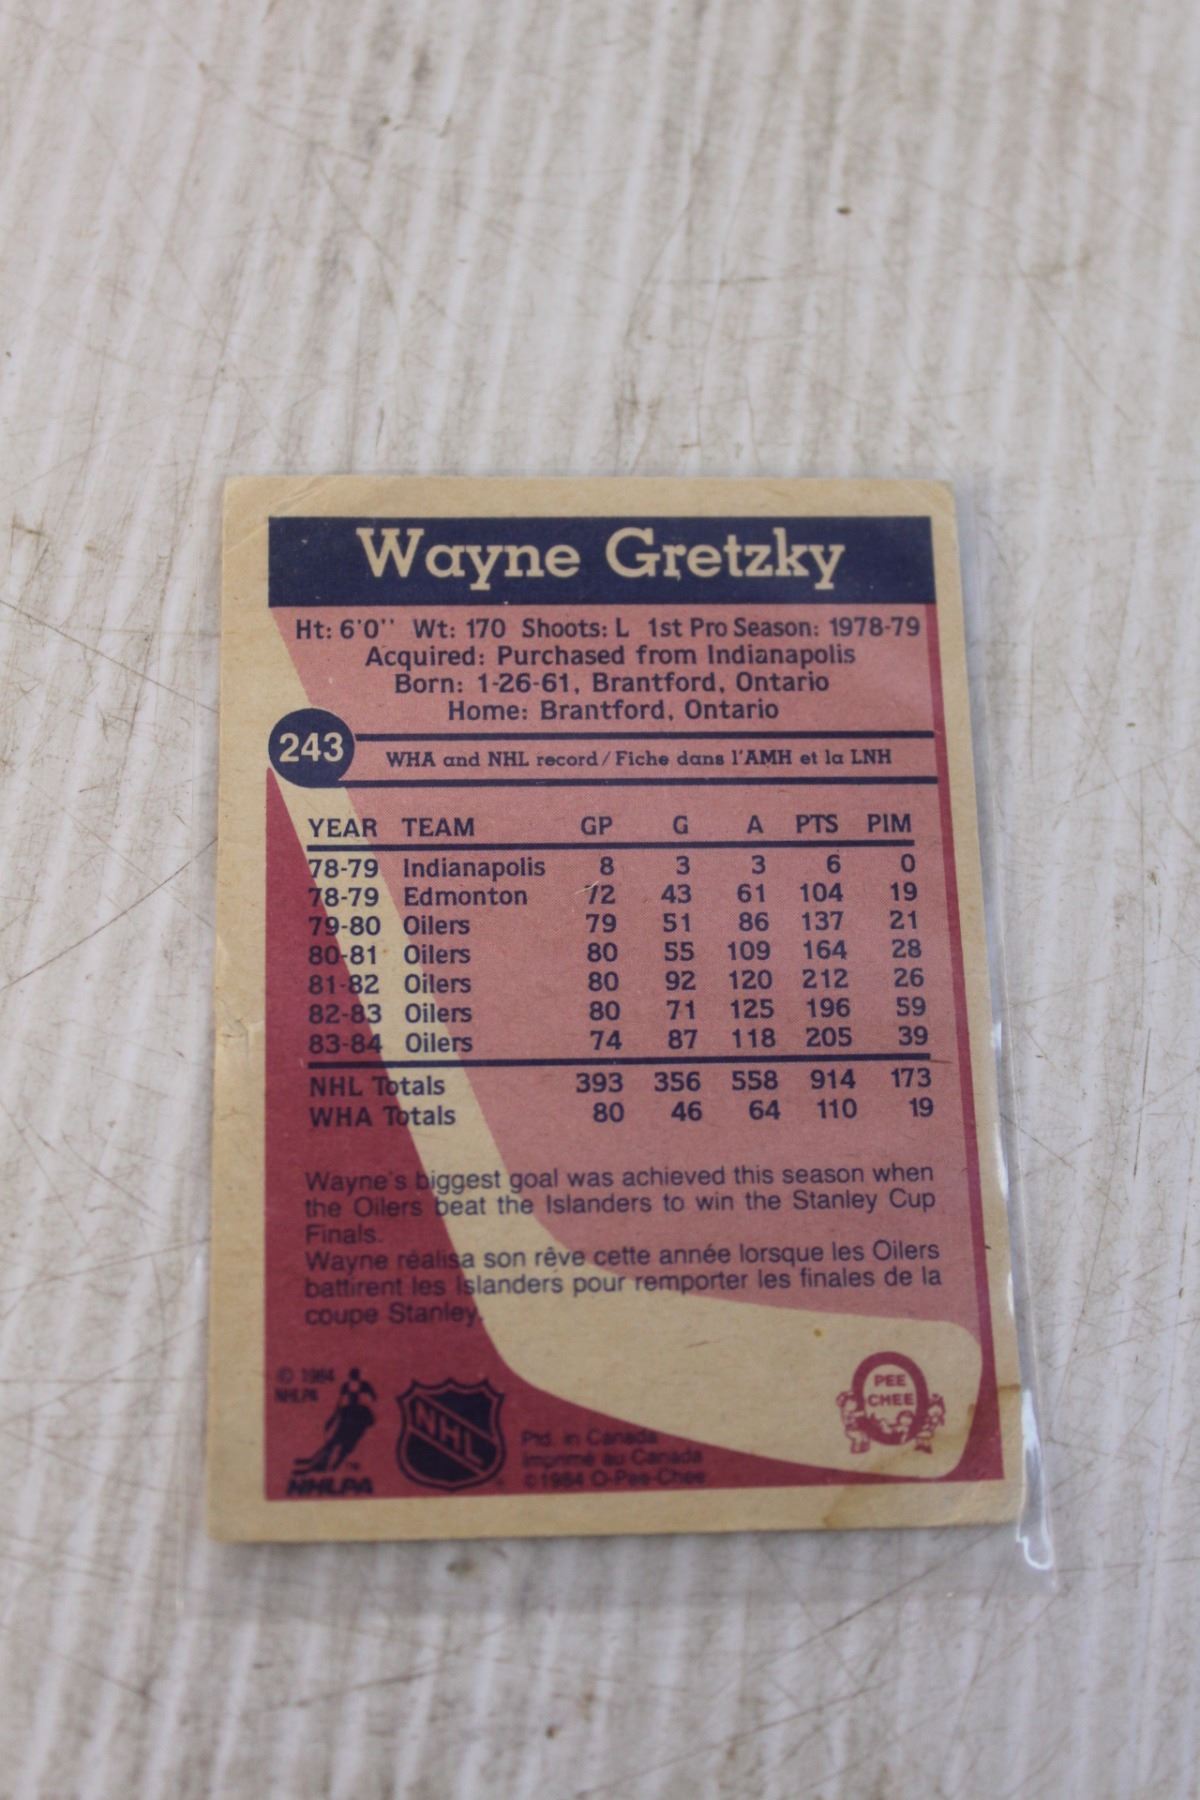 Wayne Gretzky
Ht: 6'0'' Wt: 170 Shoots: L 1st Pro Season: 1978-79
Acquired: Purchased from Indianapolis
Born: 1-26-61, Brantford, Ontario
Home: Brantford, Ontario
243
WHA and NHL record/Fiche dans l'AMH et la LNH
YEAR TEAM GP G A PTS PIM
78-79 Indianapolis 8 3 3 6 0
78-79 Edmonton 72 43 61 104 19
79-80 Oilers 79 51 86 137 21
80-81 Oilers 80 55 109 164 28
81-82 Oilers 80 92 120 212 26
82-83 Oilers 80 71 125 196 59
83-84 Oilers 74 87 118 205 39
NHL Totals 393 356 558 914 173
WHA Totals 80 46 64 110 19
Wayne's biggest goal was achieved this season when
the Oilers beat the Islanders to win the Stanley Cup
Finals.
Wayne réalisa son rêve cette année lorsque les Oilers
battirent les Islanders pour remporter les finales de la
coupe Stanley.
© 1984
NHLPA
NHLPA
NHL
Ptd. in Canada
Imprimé au Canada
©1984 O-Pee-Chee
PEE
CHEE